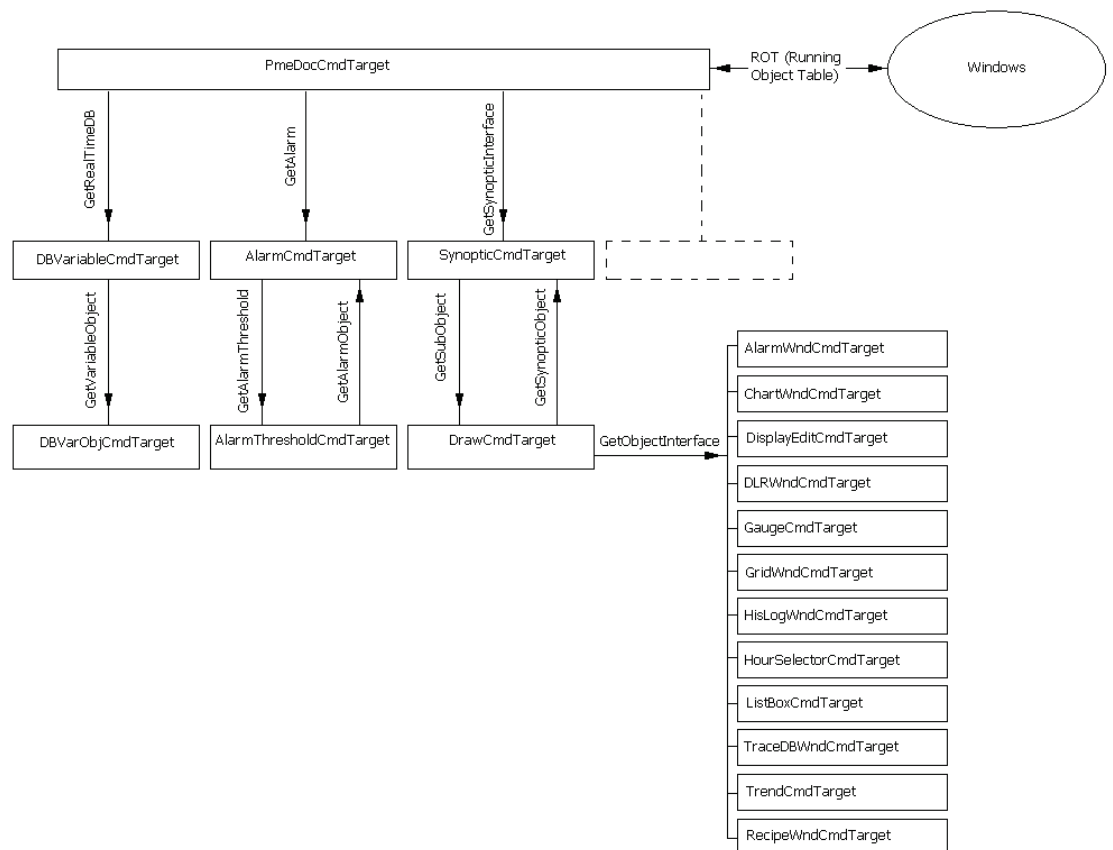 PmeDocCmdTarget
ROT (Running
Object Table)
Windows
GetRealTimeDB
GetAlarm
GetSynopticInterface
DBVariableCmdTarget
AlarmCmdTarget
SynopticCmdTarget
GetVariableObject
GetAlarmThreshold
GetAlarmObject
GetSubObject
GetSynopticObject
DBVarObjCmdTarget
AlarmThresholdCmdTarget
DrawCmdTarget
GetObjectInterface
AlarmWndCmdTarget
ChartWndCmdTarget
DisplayEditCmdTarget
DLRWndCmdTarget
GaugeCmdTarget
GridWndCmdTarget
HisLogWndCmdTarget
HourSelectorCmdTarget
ListBoxCmdTarget
TraceDBWndCmdTarget
TrendCmdTarget
RecipeWndCmdTarget